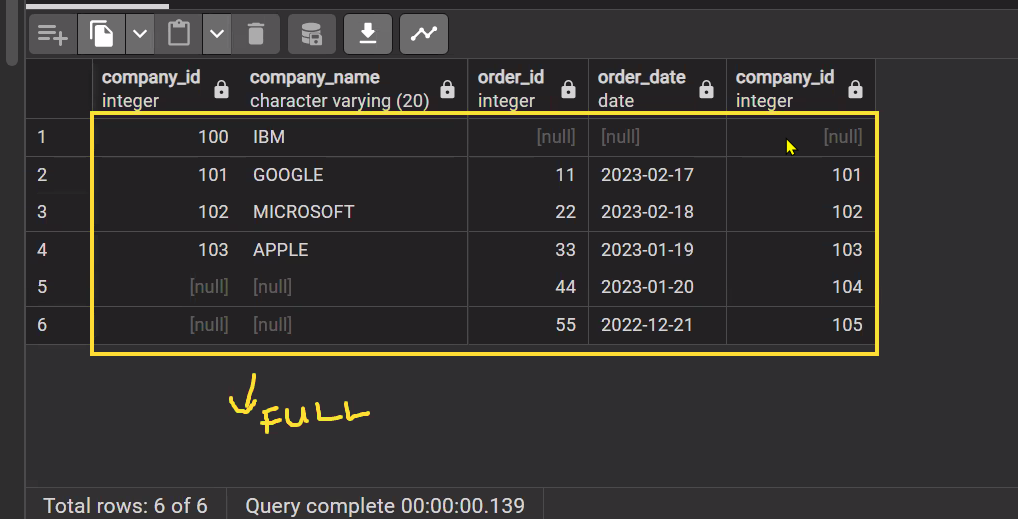 company_id company_name order_id order_date company_id
integer character varying (20) integer date integer
1 100 IBM [null] [null] [null]
2 101 GOOGLE 11 2023-02-17 101
3 102 MICROSOFT 22 2023-02-18 102
4 103 APPLE 33 2023-01-19 103
5 [null] [null] 44 2023-01-20 104
6 [null] [null] 55 2022-12-21 105
FULL
Total rows: 6 of 6 Query complete 00:00:00.139